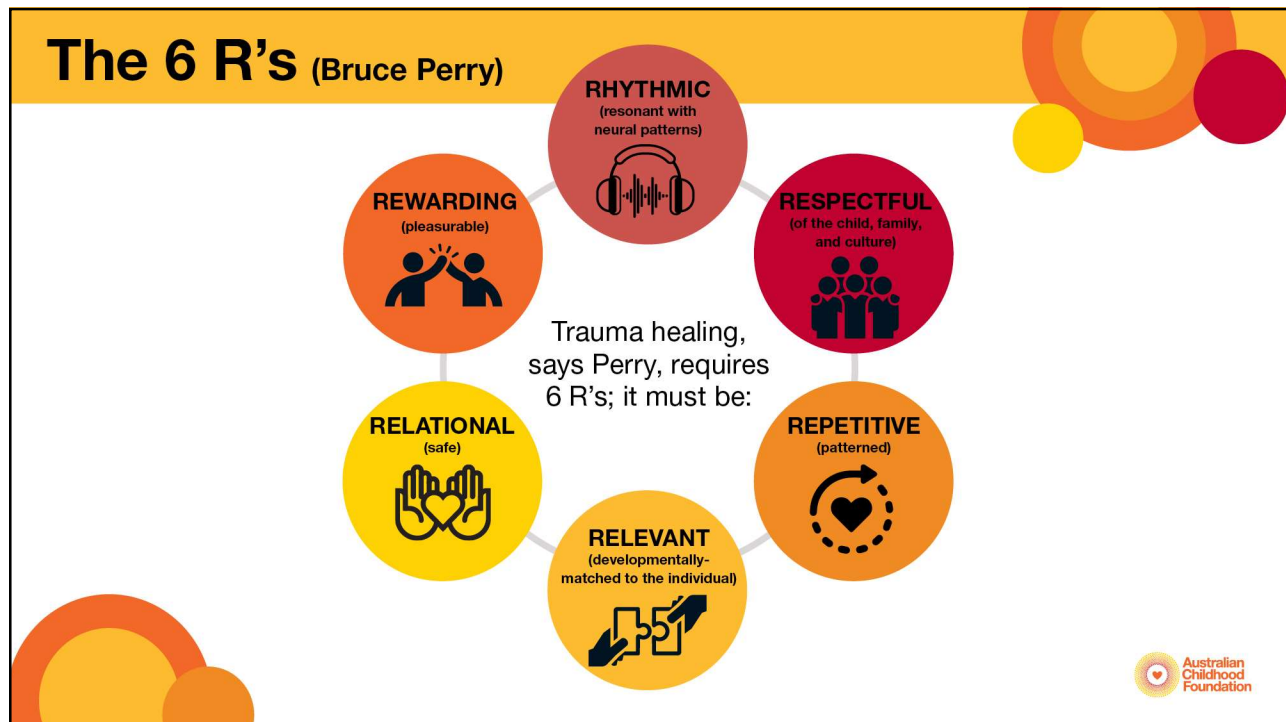 The 6 R's (Bruce Perry)
RHYTHMIC
(resonant with
neural patterns)
RESPECTFUL
(of the child, family,
and culture)
REPETITIVE
(patterned)
RELEVANT
(developmentally-
matched to the individual)
RELATIONAL
(safe)
REWARDING
(pleasurable)
Trauma healing,
says Perry, requires
6 R's; it must be:
Australian
Childhood
Foundation